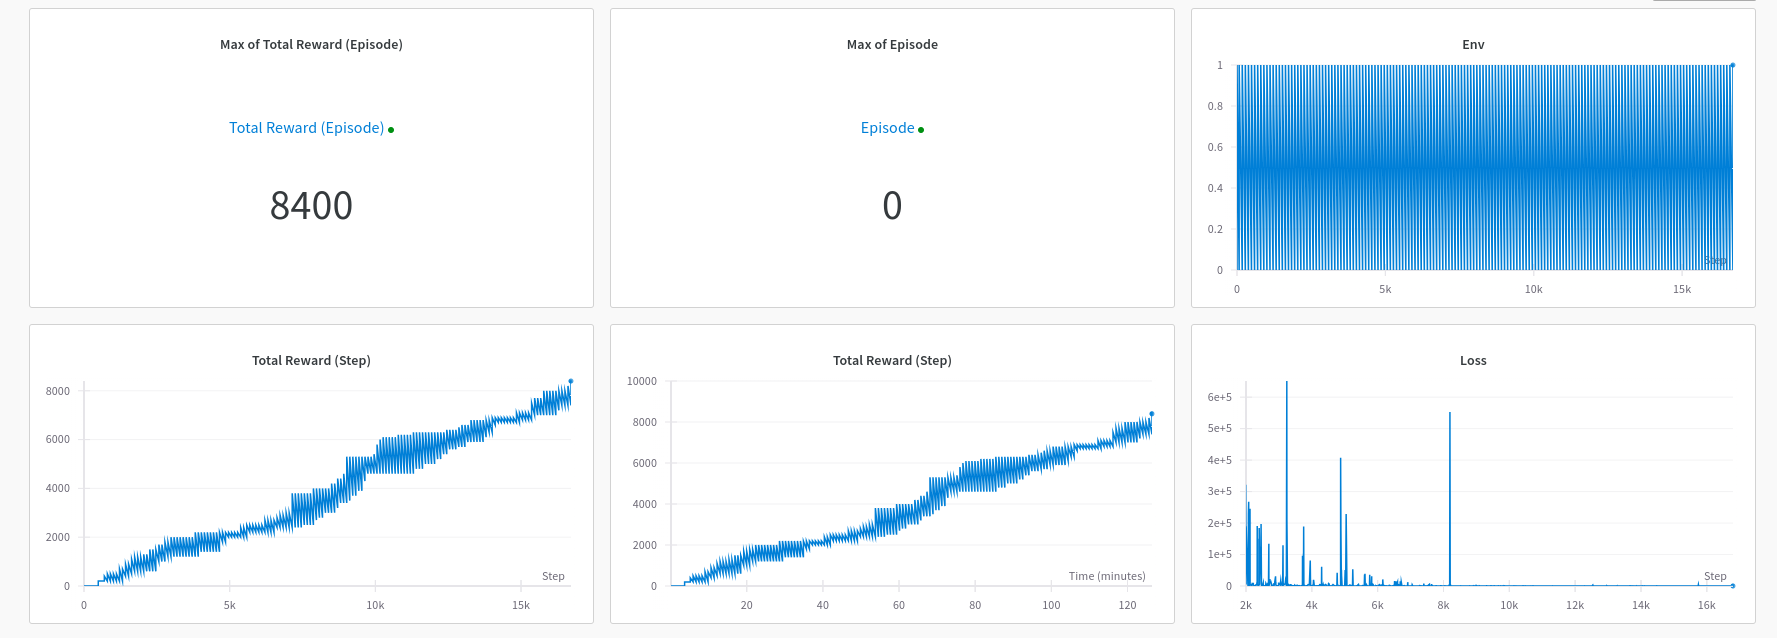 Max of Total Reward (Episode)
Total Reward (Episode)
8400
Max of Episode
Episode
0
Env
1
0.8
0.6
0.4
0.2
0
Step
0 5k 10k 15k
Total Reward (Step)
8000
6000
4000
2000
0
Step
0 5k 10k 15k
Total Reward (Step)
10000
8000
6000
4000
2000
0
Time (minutes)
20 40 60 80 100 120
Loss
6e+5
5e+5
4e+5
3e+5
2e+5
1e+5
0
Step
2k 4k 6k 8k 10k 12k 14k 16k